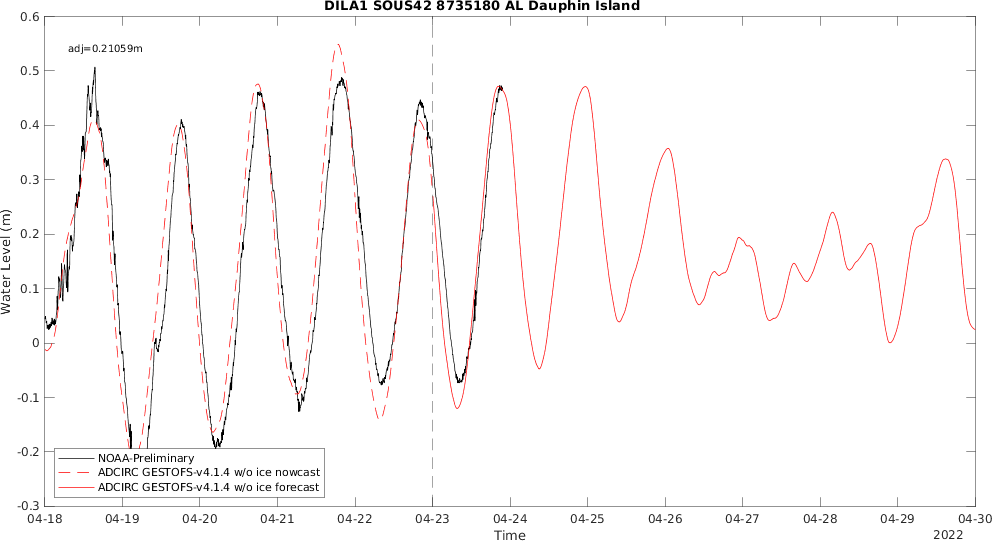 DILA1 SOUS42 8735180 AL Dauphin Island
0.6
adj=0.21059m
0.5
0.4
0.3
0.2
0.1
0
-0.1
-0.2
-0.3
Water Level (m)
NOAA-Preliminary
ADCIRC GESTOFS-v4.1.4 w/o ice nowcast
ADCIRC GESTOFS-v4.1.4 w/o ice forecast
04-18 04-19 04-20 04-21 04-22 04-23 04-24 04-25 04-26 04-27 04-28 04-29 04-30
Time
2022